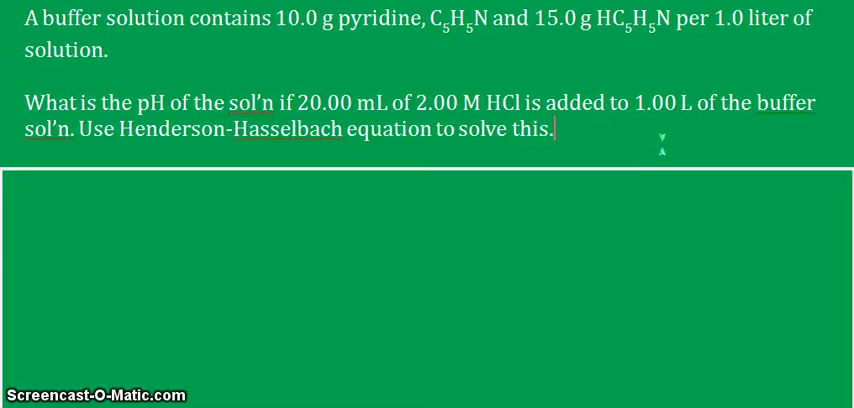 A buffer solution contains 10.0 g pyridine, C₅H₅N and 15.0 g HC₅H₅N per 1.0 liter of
solution.
What is the pH of the sol’n if 20.00 mL of 2.00 M HCl is added to 1.00 L of the buffer
sol’n. Use Henderson-Hasselbach equation to solve this.
Screencast-O-Matic.com